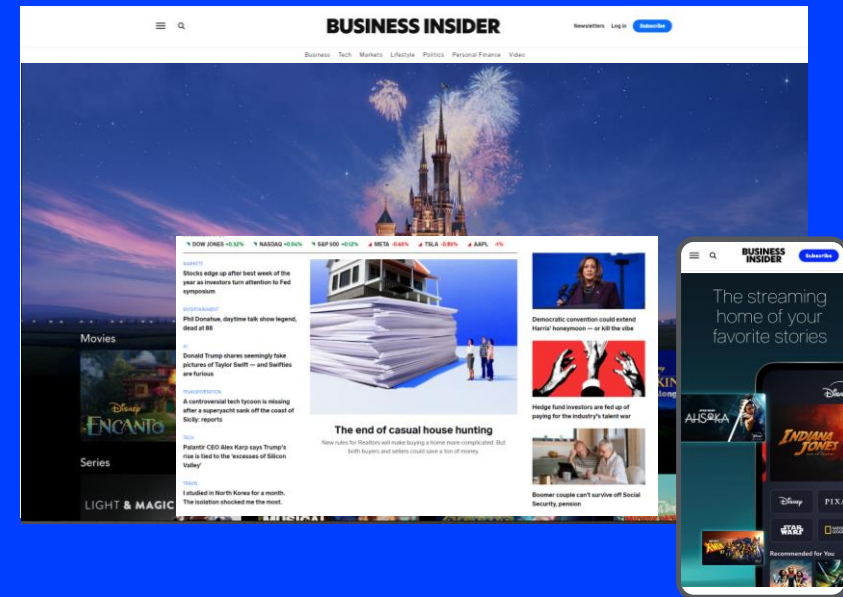 BUSINESS INSIDER
Newsletters Log in Subscribe
Business Tech Markets Lifestyle Politics Personal Finance Video
DOW JONES +0.32% NASDAQ +0.54% S&P 500 +0.12% META -0.65% TSLA -0.85% AAPL -1%
MARKETS
Stocks edge up after best week of the
year as investors turn attention to Fed
symposium
ENTERTAINMENT
Phil Donahue, daytime talk show legend,
dead at 88
AI
Donald Trump shares seemingly fake
pictures of Taylor Swift — and Swifties
are furious
TRANSPORTATION
A controversial tech tycoon is missing
after a superyacht sank off the coast of
Sicily: reports
TECH
Palantir CEO Alex Karp says Trump's
rise is tied to the 'excesses of Silicon
Valley'
TRAVEL
I studied in North Korea for a month.
The isolation shocked me the most.
The end of casual house hunting
New rules for Realtors will make buying a home more complicated. But
both buyers and sellers could save a ton of money.
Democratic convention could extend
Harris' honeymoon — or kill the vibe
Hedge fund investors are fed up of
paying for the industry's talent war
Boomer couple can't survive off Social
Security, pension
Movies
Disney
ENCANTO
Series
LIGHT & MAGIC
MUSICAL
BUSINESS
INSIDER
Subscribe
The streaming
home of your
favorite stories
AHSOKA
INDIANA
JONES
Disney PIXA
STAR
WARS
X-MEN
Recommended for You